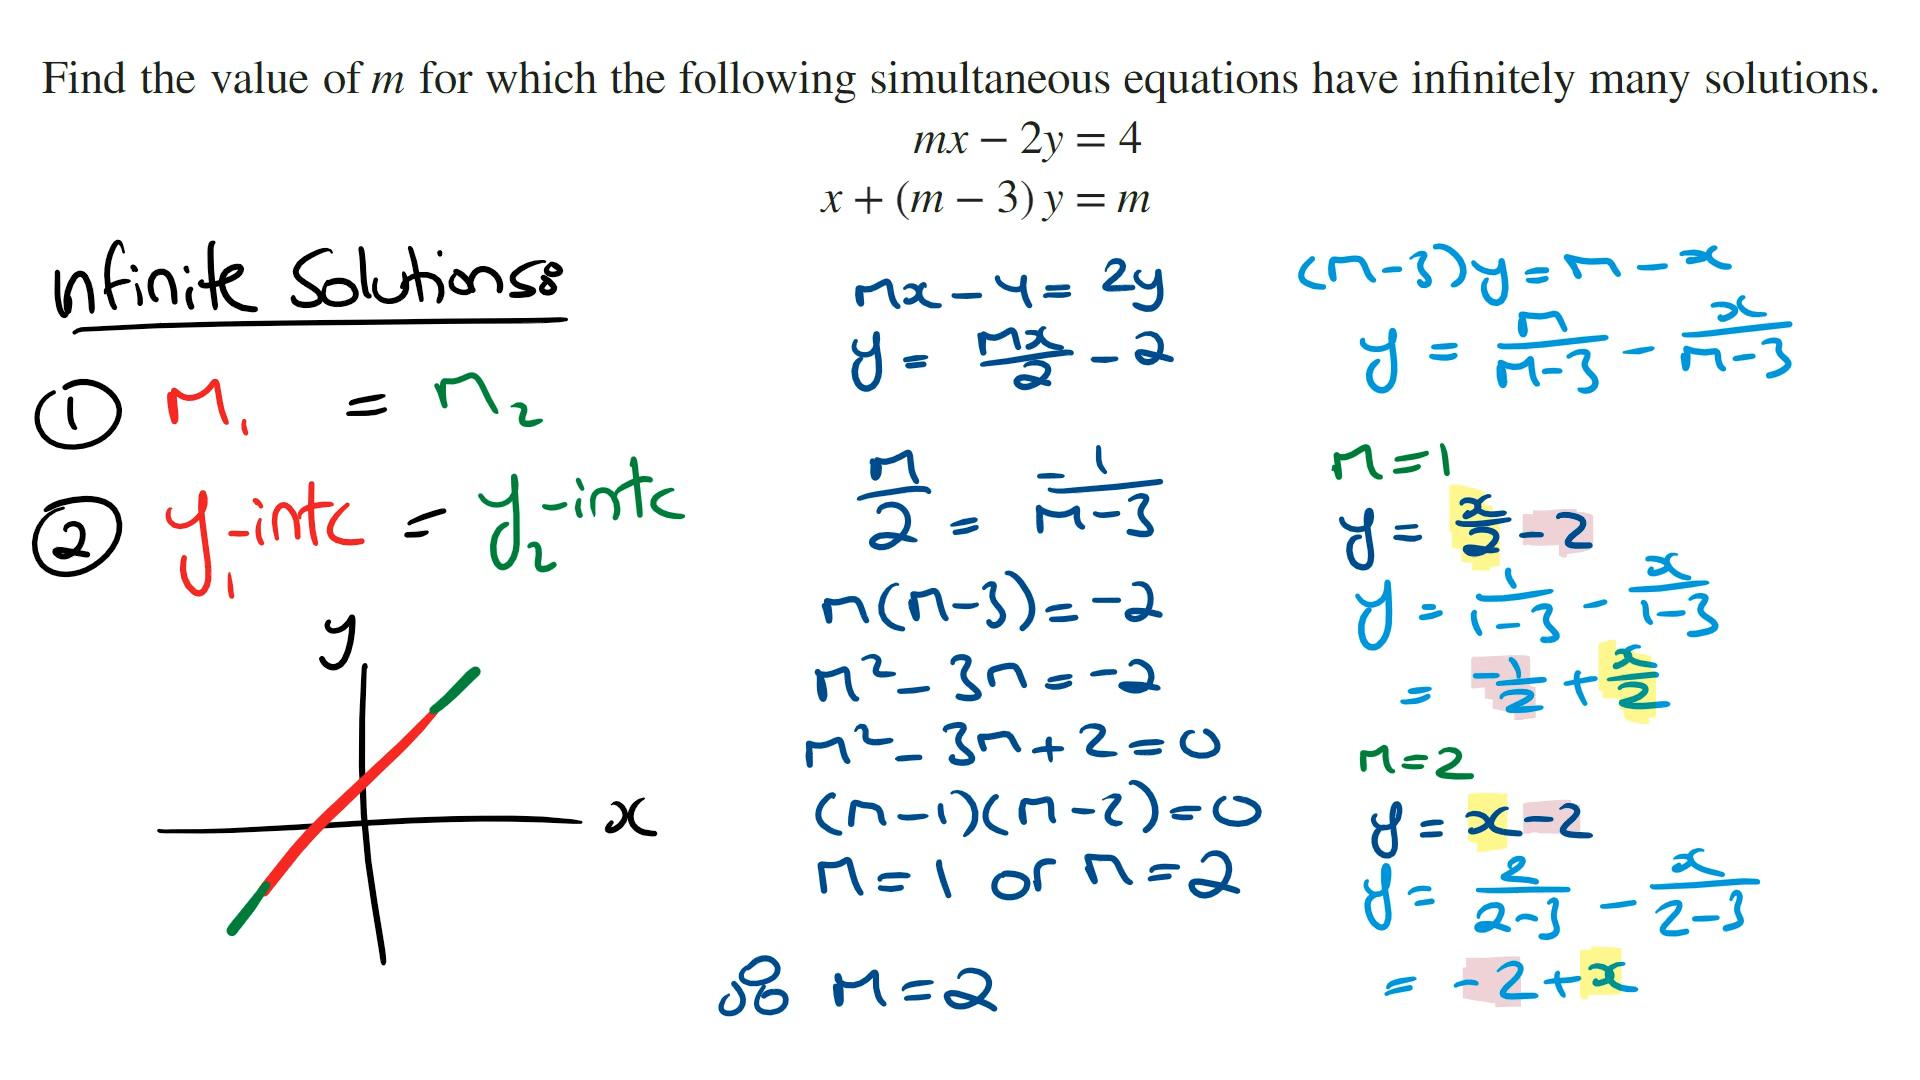 Find the value of m for which the following simultaneous equations have infinitely many solutions.
mx − 2y = 4
x + (m − 3) y = m
nfinite Solutions:
① m₁ = m₂
② y₁-intc = y₂-intc
y
x
mx - 4 = 2y
y = mx/2 - 2
m/2 = -1/(m-3)
m(m-3) = -2
m² - 3m = -2
m² - 3m + 2 = 0
(m-1)(m-2) = 0
m = 1 or m = 2
∴ m = 2
(m-3)y = m - x
y = m/(m-3) - x/(m-3)
m = 1
y = x/2 - 2
y = 1/(1-3) - x/(1-3)
= -1/2 + x/2
m = 2
y = x - 2
y = 2/(2-3) - x/(2-3)
= -2 + x